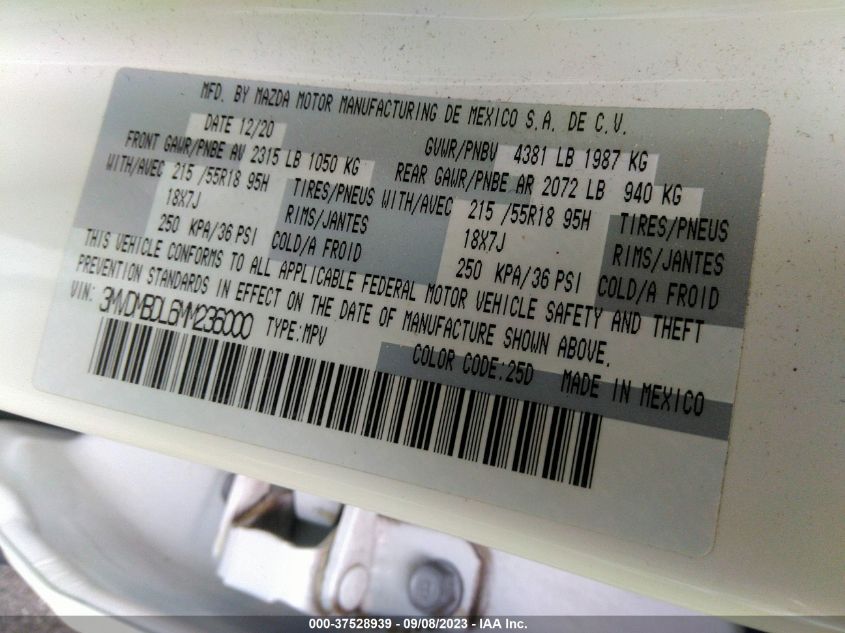 MFD. BY MAZDA MOTOR MANUFACTURING DE MEXICO S.A. DE C.V.
DATE 12/20 GVWR/PNBV 4381 LB 1987 KG
FRONT GAWR/PNBE AV 2315 LB 1050 KG REAR GAWR/PNBE AR 2072 LB 940 KG
WITH/AVEC 215 /55R18 95H TIRES/PNEUS WITH/AVEC 215 /55R18 95H TIRES/PNEUS
18X7J RIMS/JANTES 18X7J RIMS/JANTES
250 KPA/36 PSI COLD/A FROID 250 KPA/36 PSI COLD/A FROID
THIS VEHICLE CONFORMS TO ALL APPLICABLE FEDERAL MOTOR VEHICLE SAFETY AND THEFT
PREVENTION STANDARDS IN EFFECT ON THE DATE OF MANUFACTURE SHOWN ABOVE.
VIN: 3MVDMBDL6MM236000 TYPE:MPV
COLOR CODE:25D MADE IN MEXICO
000-37528939 - 09/08/2023 - IAA Inc.